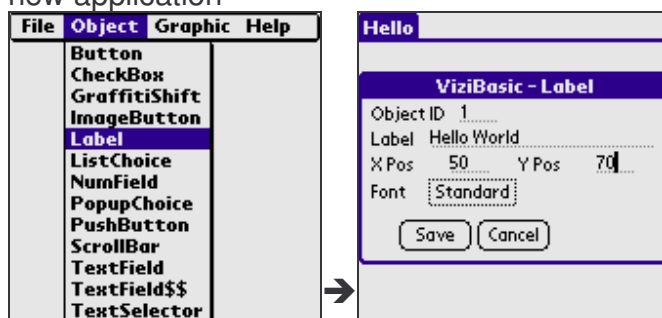 new application
File Object Graphic Help
Button
CheckBox
GraffitiShift
ImageButton
Label
ListChoice
NumField
PopupChoice
PushButton
ScrollBar
TextField
TextField$$
TextSelector
Hello
ViziBasic - Label
Object ID 1
Label Hello World
X Pos 50 Y Pos 70
Font Standard
Save Cancel